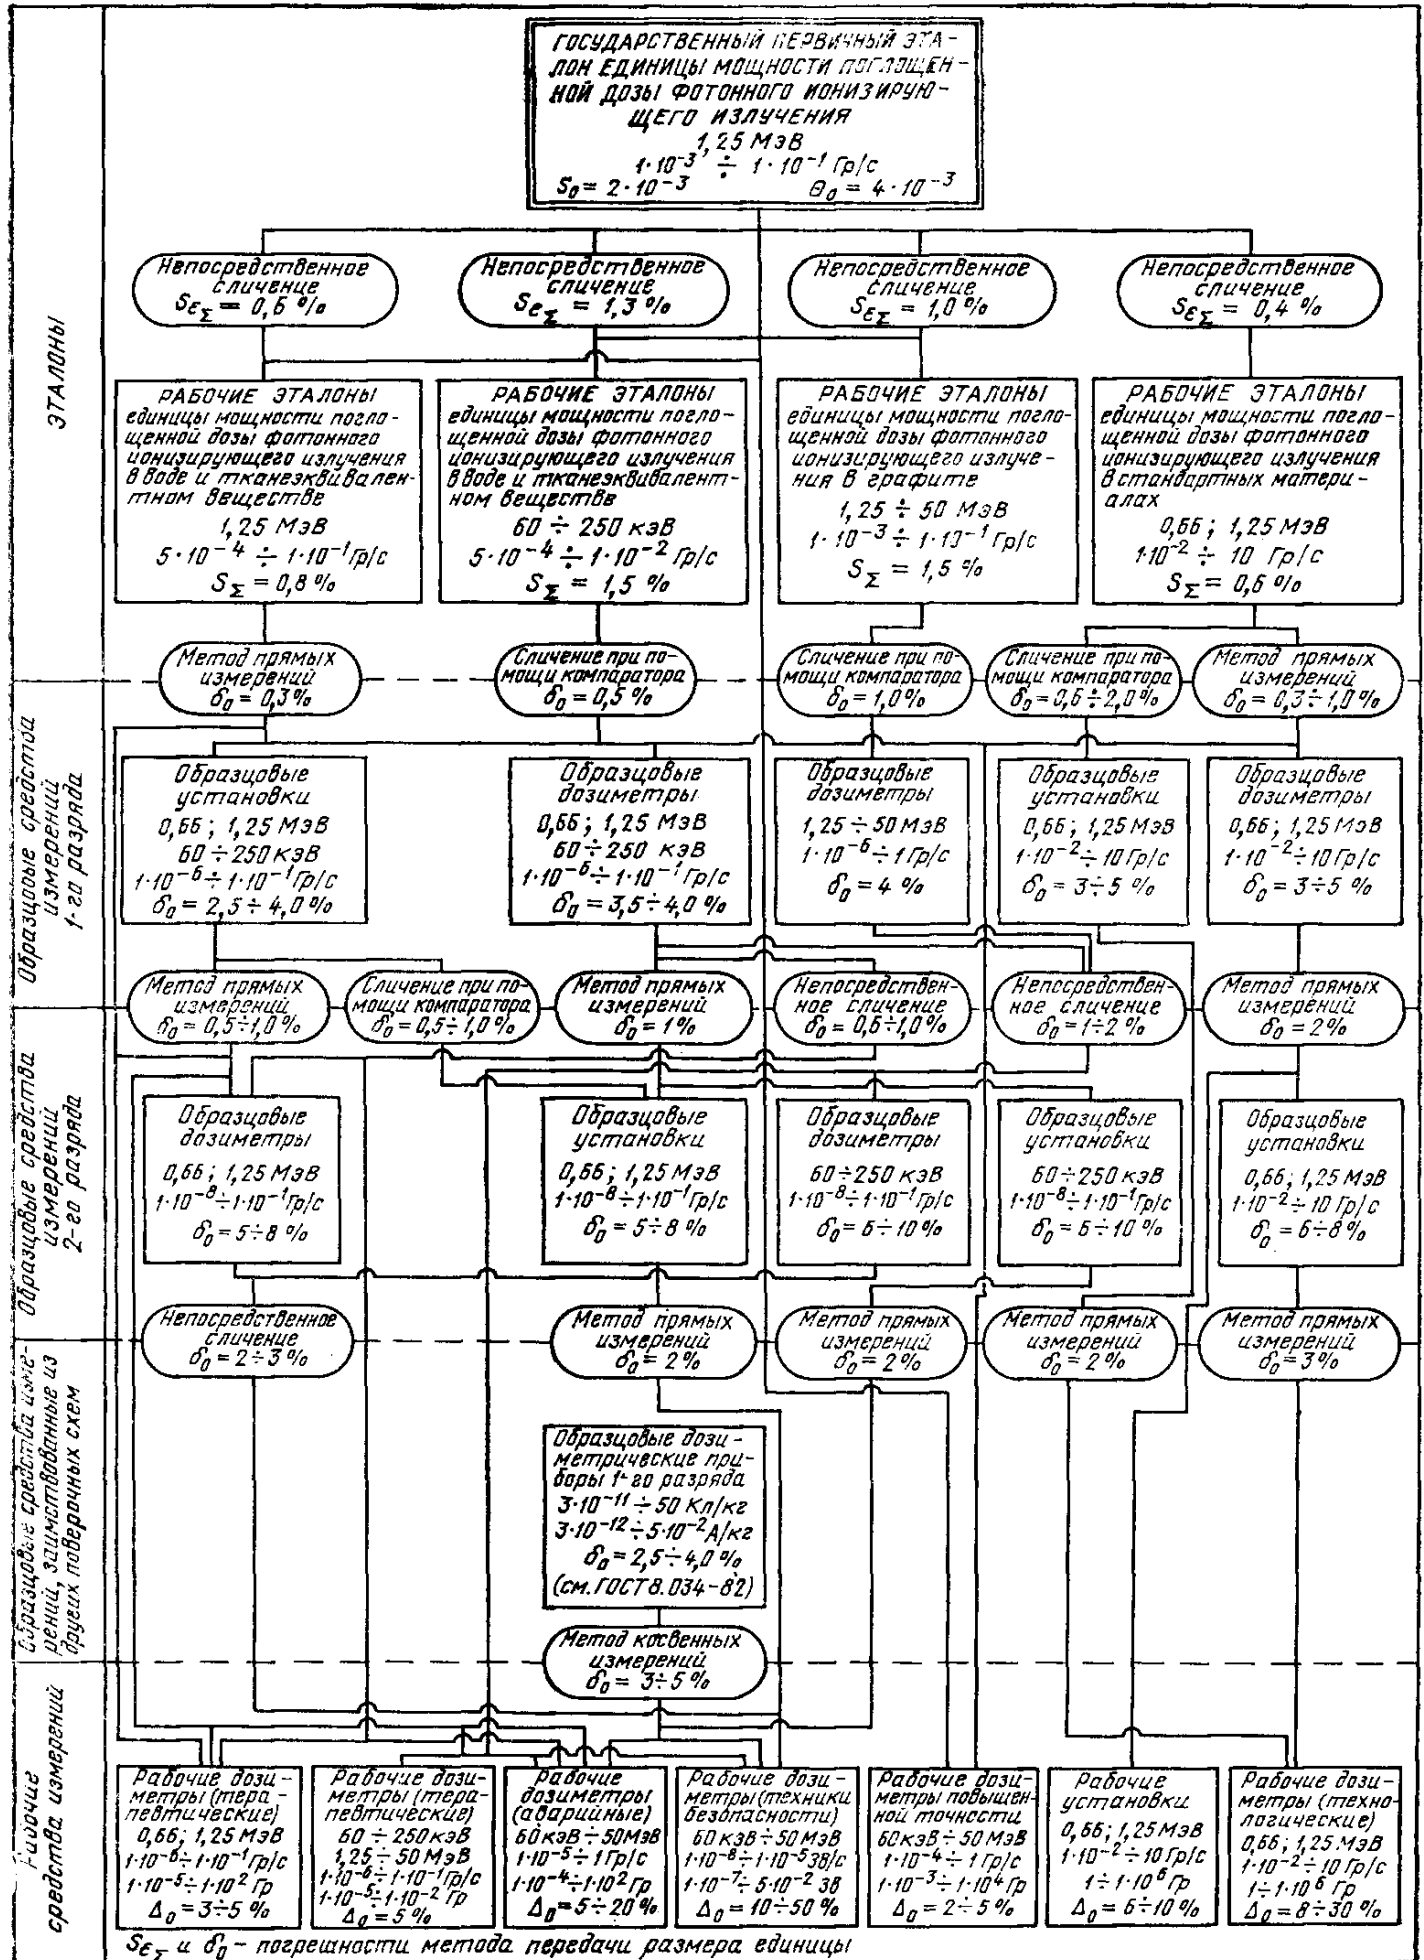 ГОСУДАРСТВЕННЫЙ ПЕРВИЧНЫЙ ЭТА-
ЛОН ЕДИНИЦЫ МОЩНОСТИ ПОГЛОЩЕН-
НОЙ ДОЗЫ ФОТОННОГО ИОНИЗИРУЮ-
ЩЕГО ИЗЛУЧЕНИЯ
1,25 МэВ
1·10⁻³ ÷ 1·10⁻¹ Гр/с
S₀ = 2·10⁻³ Θ₀ = 4·10⁻³
ЭТАЛОНЫ
Непосредственное
сличение
S_εΣ = 0,6 %
Непосредственное
сличение
S_eΣ = 1,3 %
Непосредственное
сличение
S_εΣ = 1,0 %
Непосредственное
сличение
S_εΣ = 0,4 %
РАБОЧИЕ ЭТАЛОНЫ
единицы мощности погло-
щенной дозы фотонного
ионизирующего излучения
в воде и тканеэквивален-
тном веществе
1,25 МэВ
5·10⁻⁴ ÷ 1·10⁻¹ Гр/с
S_Σ = 0,8 %
РАБОЧИЕ ЭТАЛОНЫ
единицы мощности погло-
щенной дозы фотонного
ионизирующего излучения
в воде и тканеэквивалент-
ном веществе
60 ÷ 250 кэВ
5·10⁻⁴ ÷ 1·10⁻² Гр/с
S_Σ = 1,5 %
РАБОЧИЕ ЭТАЛОНЫ
единицы мощности погло-
щенной дозы фотонного
ионизирующего излуче-
ния в графите
1,25 ÷ 50 МэВ
1·10⁻³ ÷ 1·10⁻¹ Гр/с
S_Σ = 1,5 %
РАБОЧИЕ ЭТАЛОНЫ
единицы мощности погло-
щенной дозы фотонного
ионизирующего излучения
в стандартных матери-
алах
0,66; 1,25 МэВ
1·10⁻² ÷ 10 Гр/с
S_Σ = 0,6 %
Метод прямых
измерений
δ₀ = 0,3 %
Сличение при по-
мощи компаратора
δ₀ = 0,5 %
Сличение при по-
мощи компаратора
δ₀ = 1,0 %
Сличение при по-
мощи компаратора
δ₀ = 0,6 ÷ 2,0 %
Метод прямых
измерений
δ₀ = 0,3 ÷ 1,0 %
Образцовые средства
измерений
1-го разряда
Образцовые
установки
0,66; 1,25 МэВ
60 ÷ 250 кэВ
1·10⁻⁶ ÷ 1·10⁻¹ Гр/с
δ₀ = 2,5 ÷ 4,0 %
Образцовые
дозиметры
0,66; 1,25 МэВ
60 ÷ 250 кэВ
1·10⁻⁶ ÷ 1·10⁻¹ Гр/с
δ₀ = 3,5 ÷ 4,0 %
Образцовые
дозиметры
1,25 ÷ 50 МэВ
1·10⁻⁶ ÷ 1 Гр/с
δ₀ = 4 %
Образцовые
установки
0,66; 1,25 МэВ
1·10⁻² ÷ 10 Гр/с
δ₀ = 3 ÷ 5 %
Образцовые
дозиметры
0,66; 1,25 МэВ
1·10⁻² ÷ 10 Гр/с
δ₀ = 3 ÷ 5 %
Метод прямых
измерений
δ₀ = 0,5 ÷ 1,0 %
Сличение при по-
мощи компаратора
δ₀ = 0,5 ÷ 1,0 %
Метод прямых
измерений
δ₀ = 1 %
Непосредствен-
ное сличение
δ₀ = 0,6 ÷ 1,0 %
Непосредствен-
ное сличение
δ₀ = 1 ÷ 2 %
Метод прямых
измерений
δ₀ = 2 %
Образцовые средства
измерений
2-го разряда
Образцовые
дозиметры
0,66; 1,25 МэВ
1·10⁻⁸ ÷ 1·10⁻¹ Гр/с
δ₀ = 5 ÷ 8 %
Образцовые
установки
0,66; 1,25 МэВ
1·10⁻⁸ ÷ 1·10⁻¹ Гр/с
δ₀ = 5 ÷ 8 %
Образцовые
дозиметры
60 ÷ 250 кэВ
1·10⁻⁸ ÷ 1·10⁻¹ Гр/с
δ₀ = 6 ÷ 10 %
Образцовые
установки
60 ÷ 250 кэВ
1·10⁻⁸ ÷ 1·10⁻¹ Гр/с
δ₀ = 6 ÷ 10 %
Образцовые
установки
0,66; 1,25 МэВ
1·10⁻² ÷ 10 Гр/с
δ₀ = 6 ÷ 8 %
Непосредственное
сличение
δ₀ = 2 ÷ 3 %
Метод прямых
измерений
δ₀ = 2 %
Метод прямых
измерений
δ₀ = 2 %
Метод прямых
измерений
δ₀ = 2 %
Метод прямых
измерений
δ₀ = 3 %
Образцовые средства изме-
рений, заимствованные из
других поверочных схем
Образцовые дози-
метрические при-
боры 1-го разряда
3·10⁻¹¹ ÷ 50 Кл/кг
3·10⁻¹² ÷ 5·10⁻² А/кг
δ₀ = 2,5 ÷ 4,0 %
(см. ГОСТ 8.034-82)
Метод косвенных
измерений
δ₀ = 3 ÷ 5 %
Рабочие
средства измерений
Рабочие дози-
метры (тера-
певтические)
0,66; 1,25 МэВ
1·10⁻⁶ ÷ 1·10⁻¹ Гр/с
1·10⁻⁵ ÷ 1·10² Гр
Δ₀ = 3 ÷ 5 %
Рабочие дози-
метры (тера-
певтические)
60 ÷ 250 кэВ
1,25 ÷ 50 МэВ
1·10⁻⁶ ÷ 1·10⁻¹ Гр/с
1·10⁻⁵ ÷ 1·10⁻² Гр
Δ₀ = 5 %
Рабочие
дозиметры
(аварийные)
60 кэВ ÷ 50 МэВ
1·10⁻⁵ ÷ 1 Гр/с
1·10⁻⁴ ÷ 1·10² Гр
Δ₀ = 5 ÷ 20 %
Рабочие дози-
метры (техники
безопасности)
60 кэВ ÷ 50 МэВ
1·10⁻⁸ ÷ 1·10⁻⁵ Зв/с
1·10⁻⁷ ÷ 5·10⁻² Зв
Δ₀ = 10 ÷ 50 %
Рабочие дози-
метры повышен-
ной точности
60 кэВ ÷ 50 МэВ
1·10⁻⁴ ÷ 1 Гр/с
1·10⁻³ ÷ 1·10⁴ Гр
Δ₀ = 2 ÷ 5 %
Рабочие
установки
0,66; 1,25 МэВ
1·10⁻² ÷ 10 Гр/с
1 ÷ 1·10⁶ Гр
Δ₀ = 6 ÷ 10 %
Рабочие дози-
метры (техно-
логические)
0,66; 1,25 МэВ
1·10⁻² ÷ 10 Гр/с
1 ÷ 1·10⁶ Гр
Δ₀ = 8 ÷ 30 %
S_εΣ и δ₀ - погрешности метода передачи размера единицы